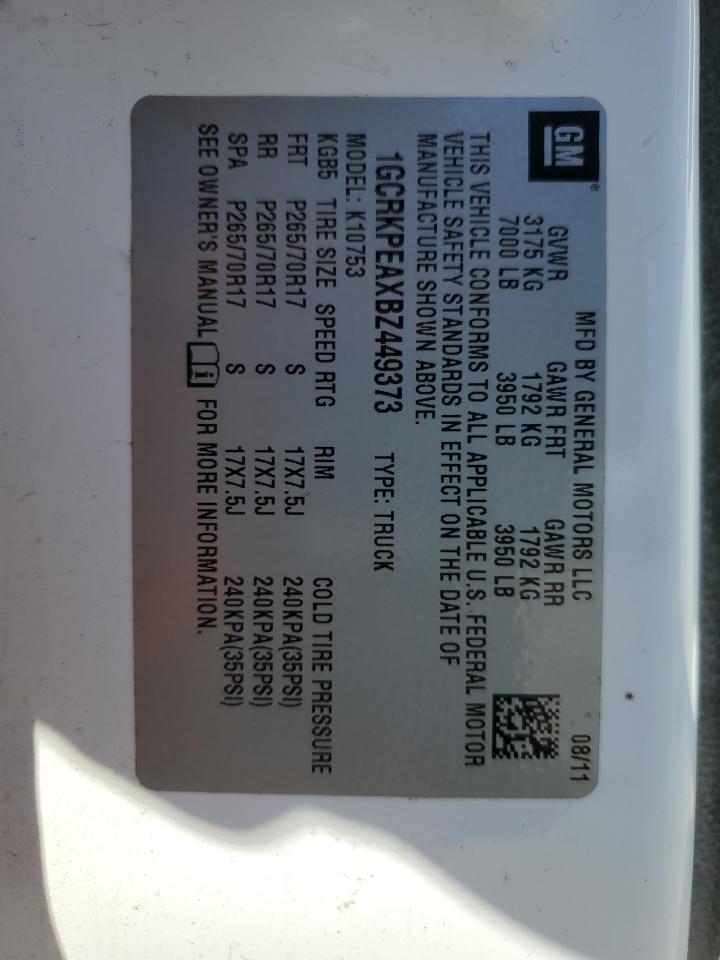 GM®
MFD BY GENERAL MOTORS LLC 08/11
GVWR GAWR FRT GAWR RR
3175 KG 1792 KG 1792 KG
7000 LB 3950 LB 3950 LB
THIS VEHICLE CONFORMS TO ALL APPLICABLE U.S. FEDERAL MOTOR
VEHICLE SAFETY STANDARDS IN EFFECT ON THE DATE OF
MANUFACTURE SHOWN ABOVE.
1GCRKPEAXBZ449373 TYPE: TRUCK
MODEL: K10753
KGB5 TIRE SIZE SPEED RTG RIM COLD TIRE PRESSURE
FRT P265/70R17 S 17X7.5J 240KPA(35PSI)
RR P265/70R17 S 17X7.5J 240KPA(35PSI)
SPA P265/70R17 S 17X7.5J 240KPA(35PSI)
SEE OWNER'S MANUAL i FOR MORE INFORMATION.